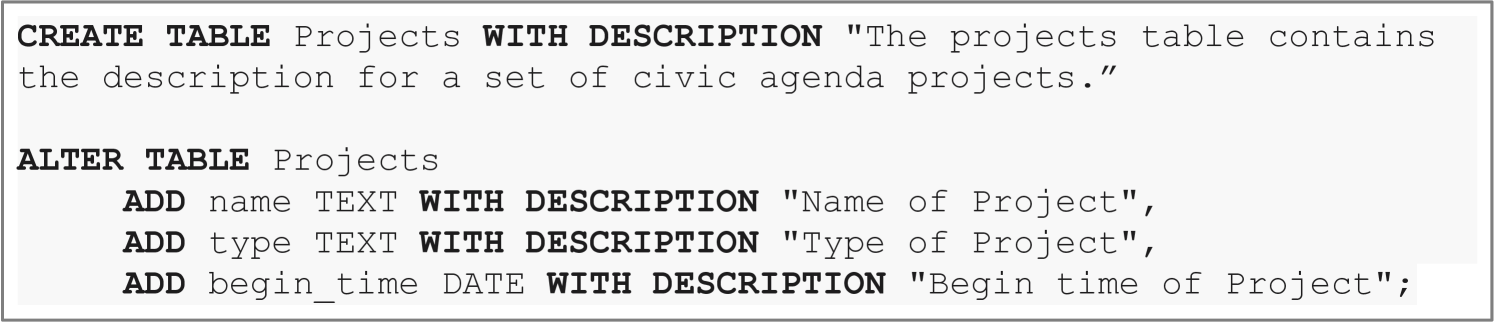 CREATE TABLE Projects WITH DESCRIPTION "The projects table contains
the description for a set of civic agenda projects.”
ALTER TABLE Projects
ADD name TEXT WITH DESCRIPTION "Name of Project",
ADD type TEXT WITH DESCRIPTION "Type of Project",
ADD begin_time DATE WITH DESCRIPTION "Begin time of Project";